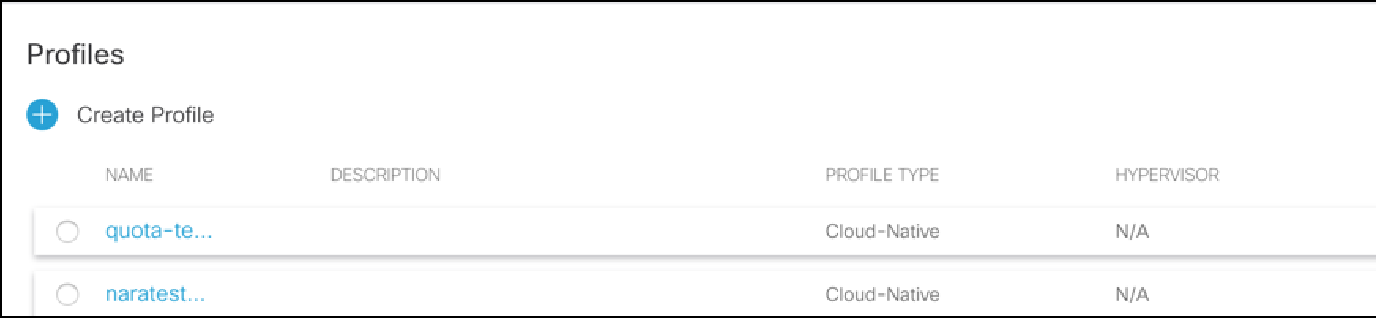 Profiles
Create Profile
NAME DESCRIPTION PROFILE TYPE HYPERVISOR
quota-te... Cloud-Native N/A
naratest... Cloud-Native N/A